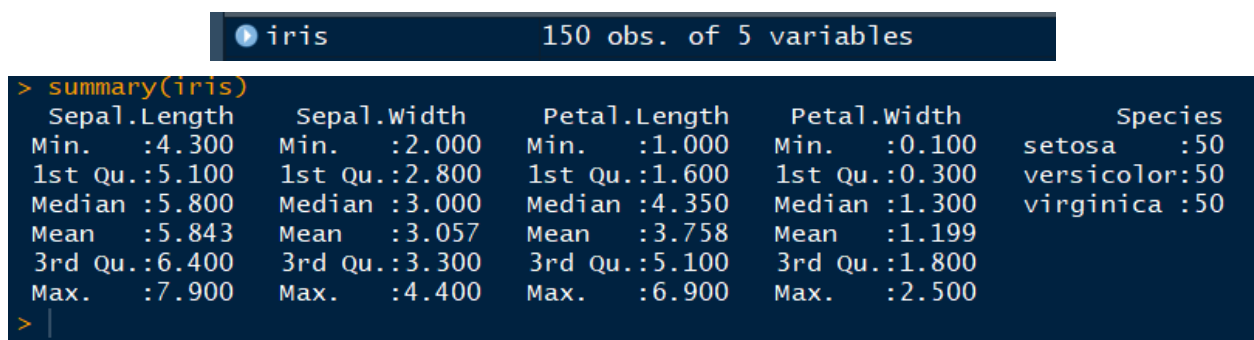 iris 150 obs. of 5 variables
> summary(iris)
Sepal.Length Sepal.Width Petal.Length Petal.Width Species
Min. :4.300 Min. :2.000 Min. :1.000 Min. :0.100 setosa :50
1st Qu.:5.100 1st Qu.:2.800 1st Qu.:1.600 1st Qu.:0.300 versicolor:50
Median :5.800 Median :3.000 Median :4.350 Median :1.300 virginica :50
Mean :5.843 Mean :3.057 Mean :3.758 Mean :1.199
3rd Qu.:6.400 3rd Qu.:3.300 3rd Qu.:5.100 3rd Qu.:1.800
Max. :7.900 Max. :4.400 Max. :6.900 Max. :2.500
>